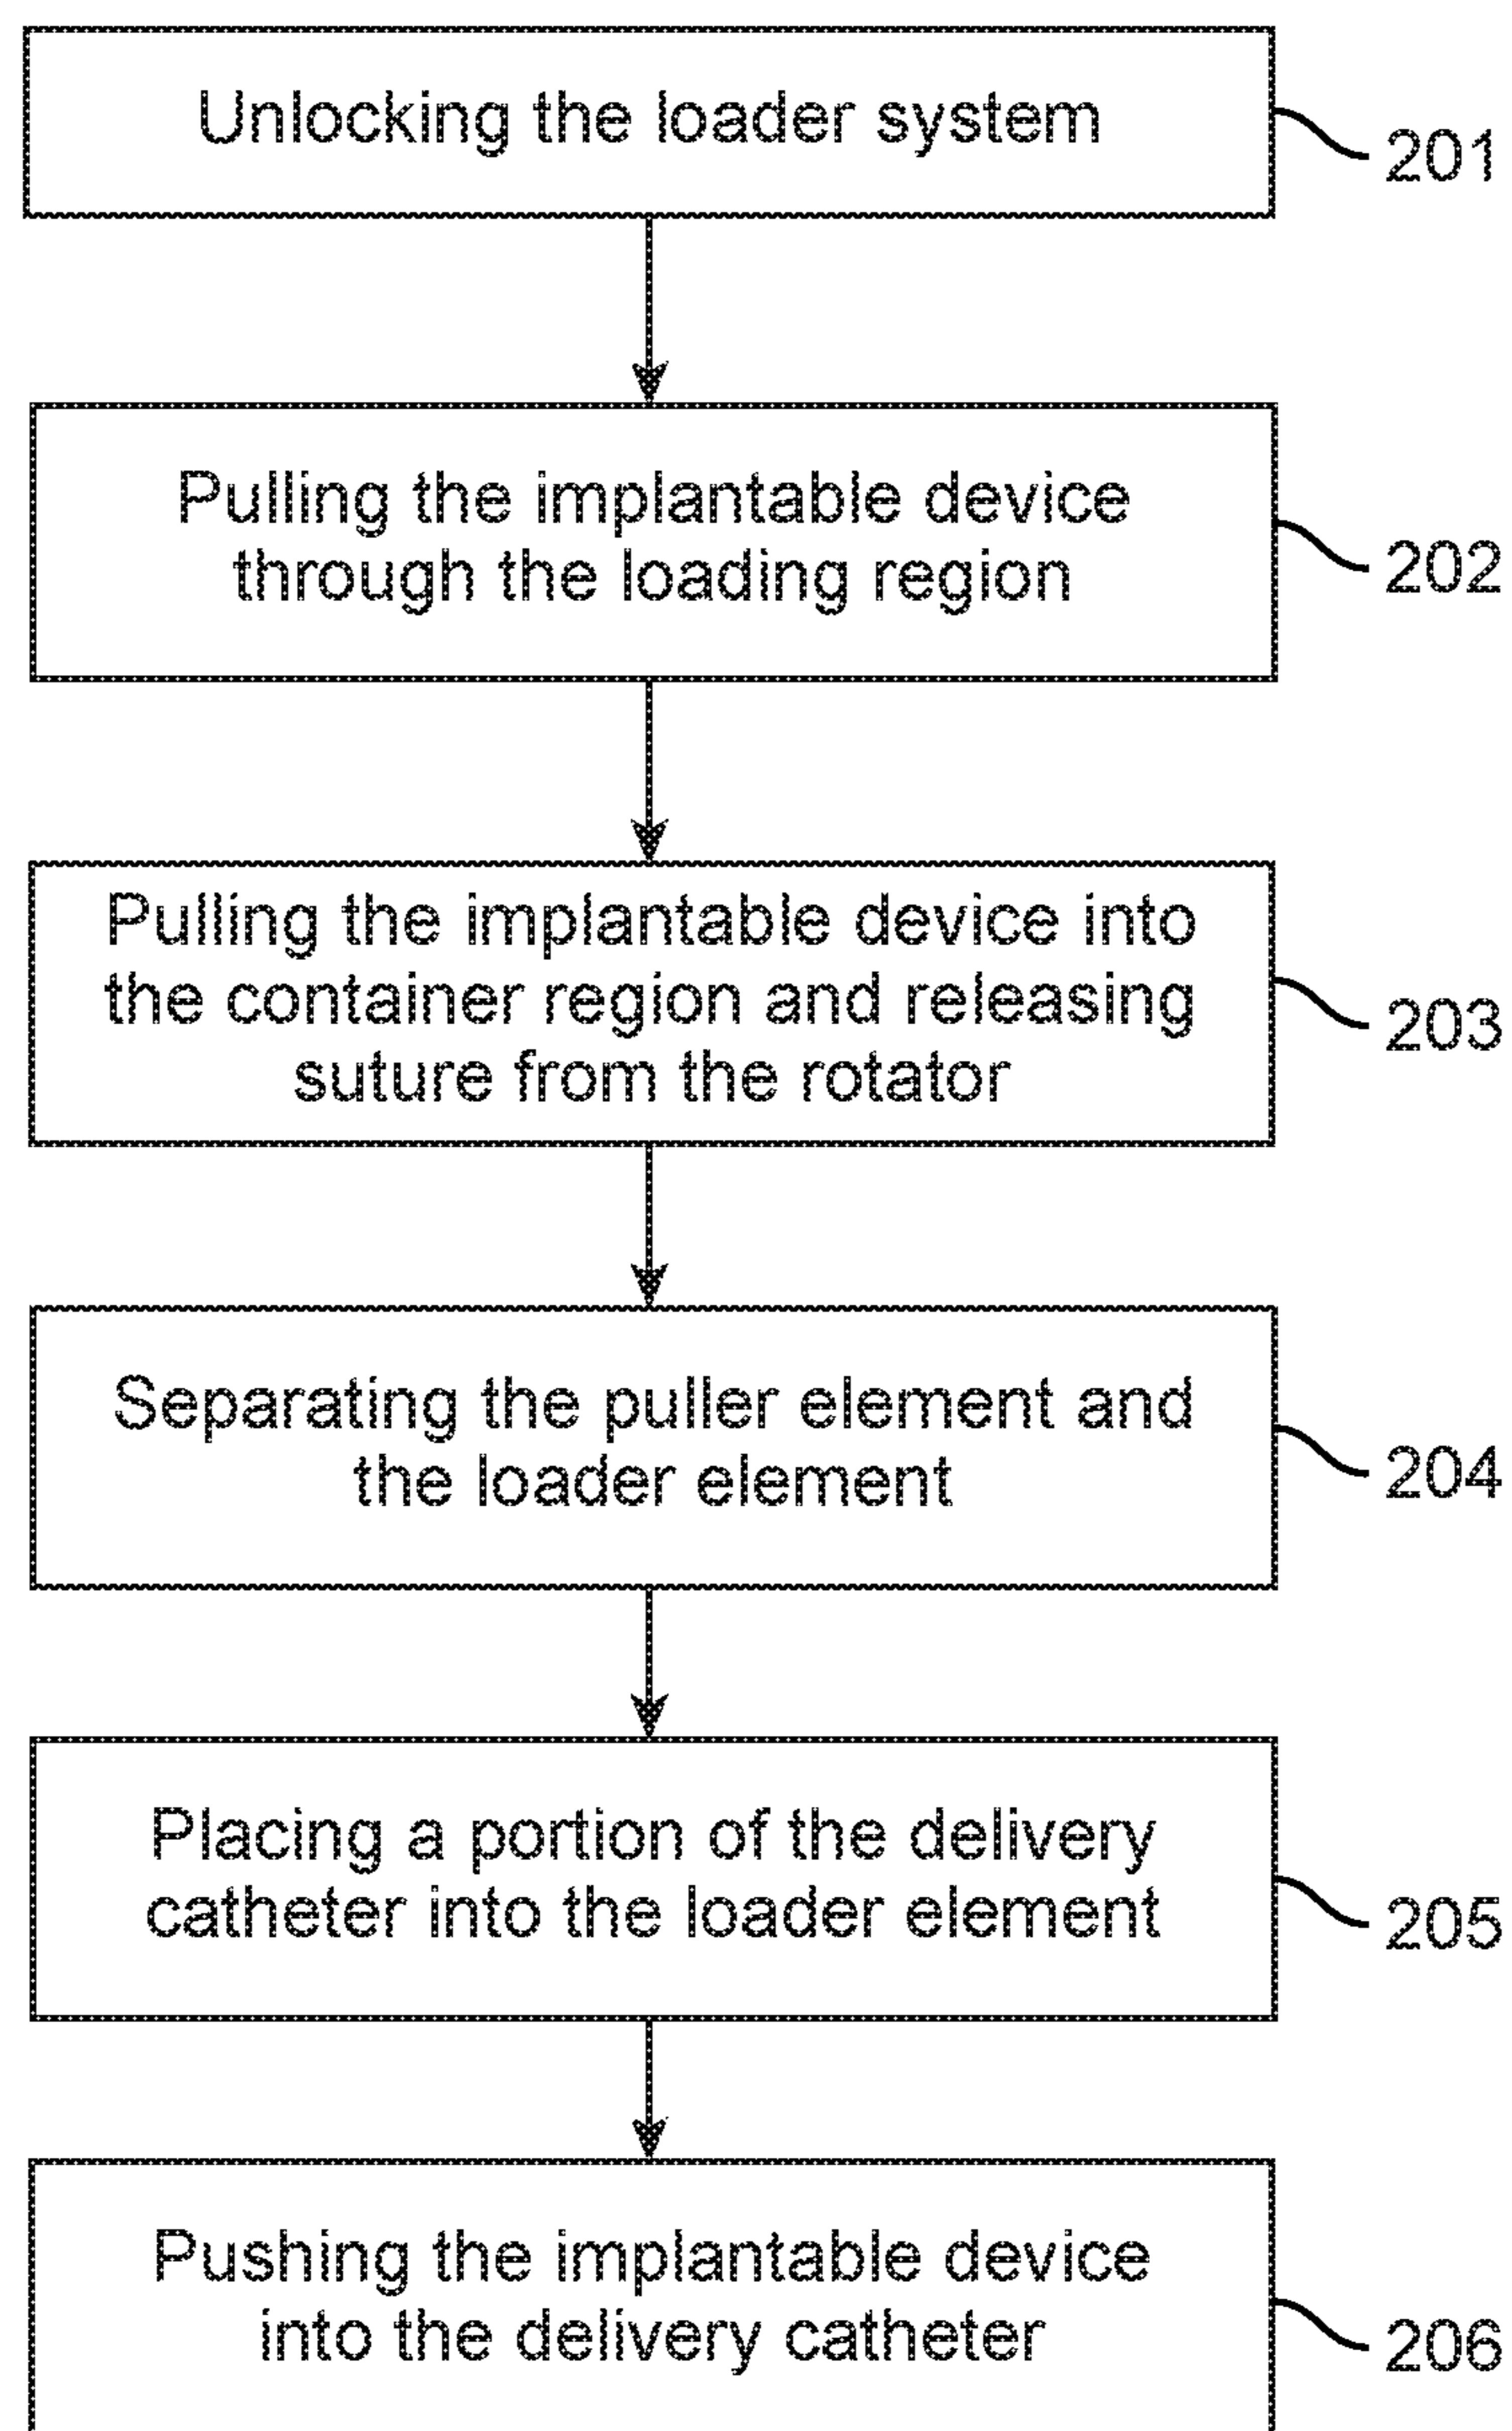 Unlocking the loader system
201
Pulling the implantable device
through the loading region
202
Pulling the implantable device into
the container region and releasing
suture from the rotator
203
Separating the puller element and
the loader element
204
Placing a portion of the delivery
catheter into the loader element
205
Pushing the implantable device
into the delivery catheter
206